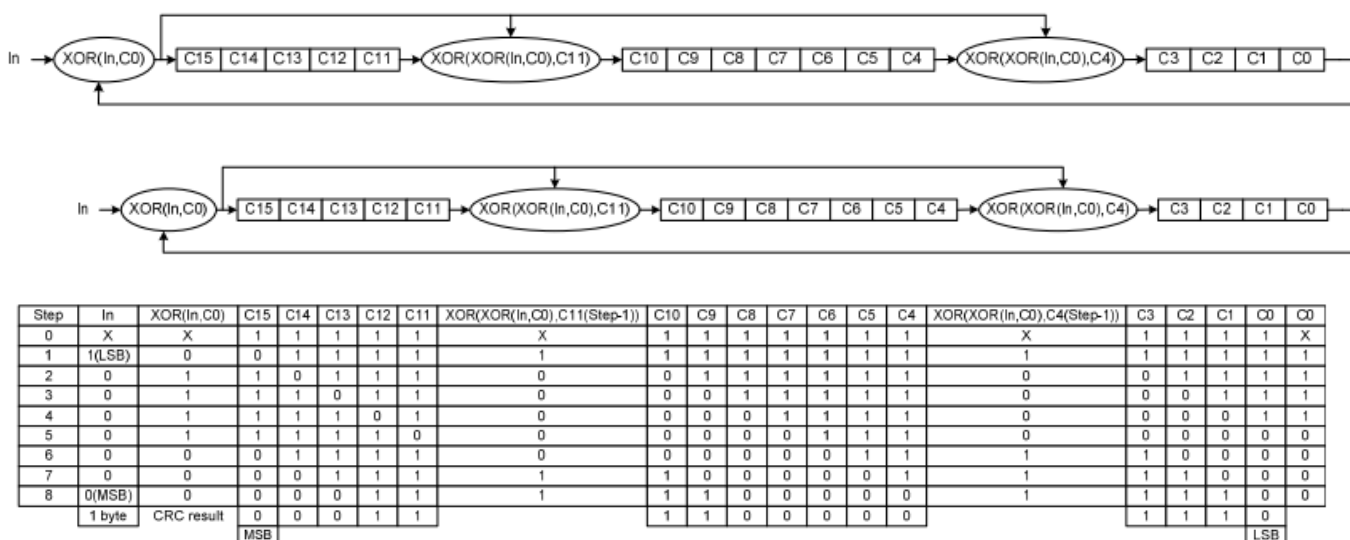 In XOR(In,C0) C15 C14 C13 C12 C11 XOR(XOR(In,C0),C11) C10 C9 C8 C7 C6 C5 C4 XOR(XOR(In,C0),C4) C3 C2 C1 C0
In XOR(In,C0) C15 C14 C13 C12 C11 XOR(XOR(In,C0),C11) C10 C9 C8 C7 C6 C5 C4 XOR(XOR(In,C0),C4) C3 C2 C1 C0
Step In XOR(In,C0) C15 C14 C13 C12 C11 XOR(XOR(In,C0),C11(Step-1)) C10 C9 C8 C7 C6 C5 C4 XOR(XOR(In,C0),C4(Step-1)) C3 C2 C1 C0 C0
0 X X 1 1 1 1 1 X 1 1 1 1 1 1 1 X 1 1 1 1 X
1 1(LSB) 0 0 1 1 1 1 1 1 1 1 1 1 1 1 1 1 1 1 1 1
2 0 1 1 0 1 1 1 0 0 1 1 1 1 1 1 0 0 1 1 1 1
3 0 1 1 1 0 1 1 0 0 0 1 1 1 1 1 0 0 0 1 1 1
4 0 1 1 1 1 0 1 0 0 0 0 1 1 1 1 0 0 0 0 1 1
5 0 1 1 1 1 1 0 0 0 0 0 0 1 1 1 0 0 0 0 0 0
6 0 0 0 1 1 1 1 0 0 0 0 0 0 1 1 1 1 0 0 0 0
7 0 0 0 0 1 1 1 1 1 0 0 0 0 0 1 1 1 1 0 0 0
8 0(MSB) 0 0 0 0 1 1 1 1 1 0 0 0 0 0 1 1 1 1 0 0
1 byte CRC result 0 0 0 1 1 1 1 0 0 0 0 0 1 1 1 0
MSB LSB